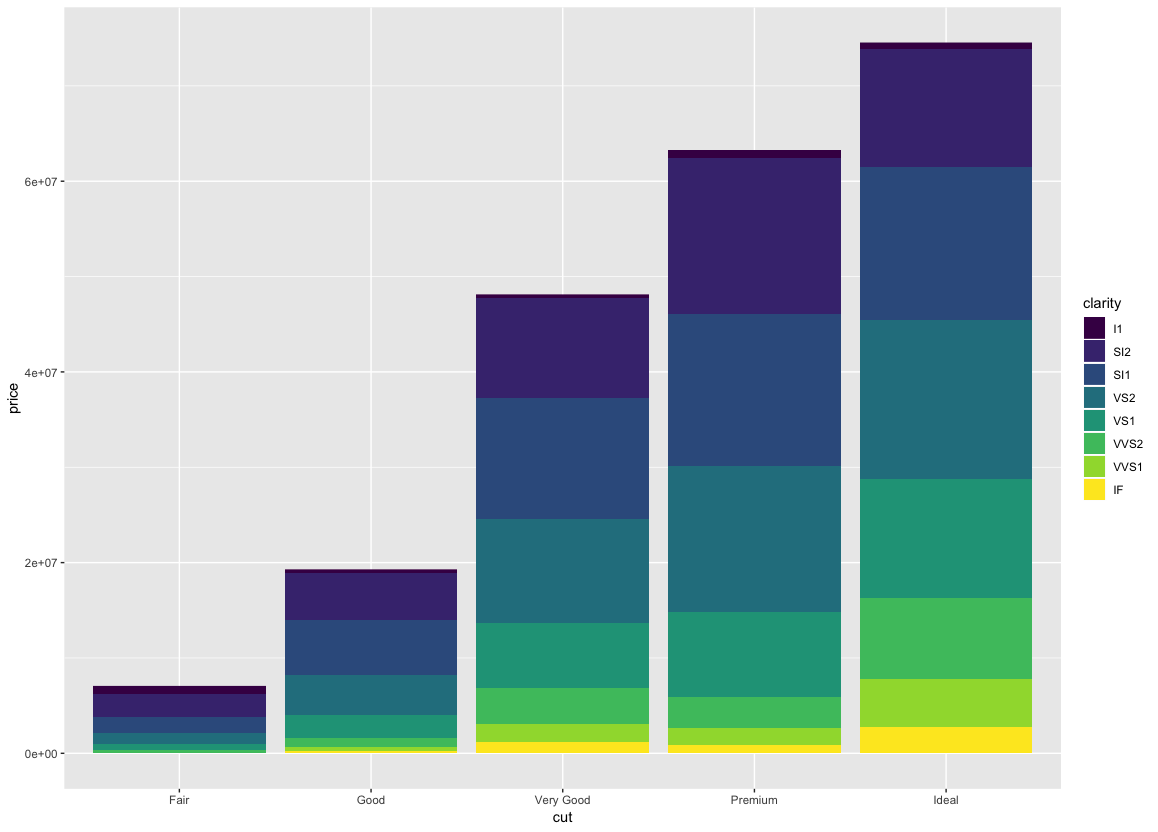 6e+07
4e+07
2e+07
0e+00
price
Fair Good Very Good Premium Ideal
cut
clarity
I1
SI2
SI1
VS2
VS1
VVS2
VVS1
IF